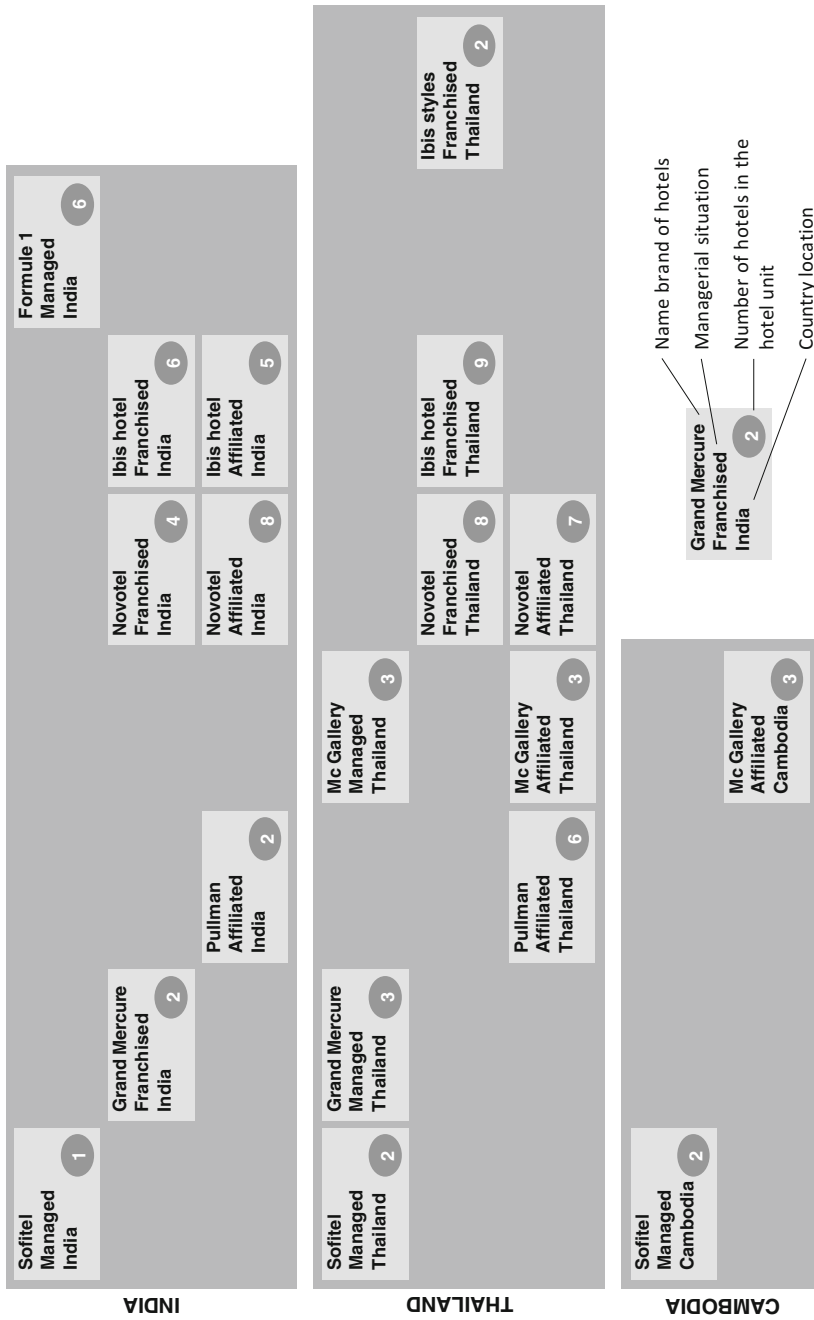 INDIA
Sofitel
Managed
India
1
Grand Mercure
Franchised
India
2
Pullman
Affiliated
India
2
Novotel
Franchised
India
4
Novotel
Affiliated
India
8
Ibis hotel
Franchised
India
6
Ibis hotel
Affiliated
India
5
Formule 1
Managed
India
6
THAILAND
Sofitel
Managed
Thailand
2
Grand Mercure
Managed
Thailand
3
Pullman
Affiliated
Thailand
6
Mc Gallery
Managed
Thailand
3
Mc Gallery
Affiliated
Thailand
3
Novotel
Franchised
Thailand
8
Novotel
Affiliated
Thailand
7
Ibis hotel
Franchised
Thailand
9
Ibis styles
Franchised
Thailand
2
CAMBODIA
Sofitel
Managed
Cambodia
2
Mc Gallery
Affiliated
Cambodia
3
Grand Mercure
Franchised
India
2
Name brand of hotels
Managerial situation
Number of hotels in the
hotel unit
Country location